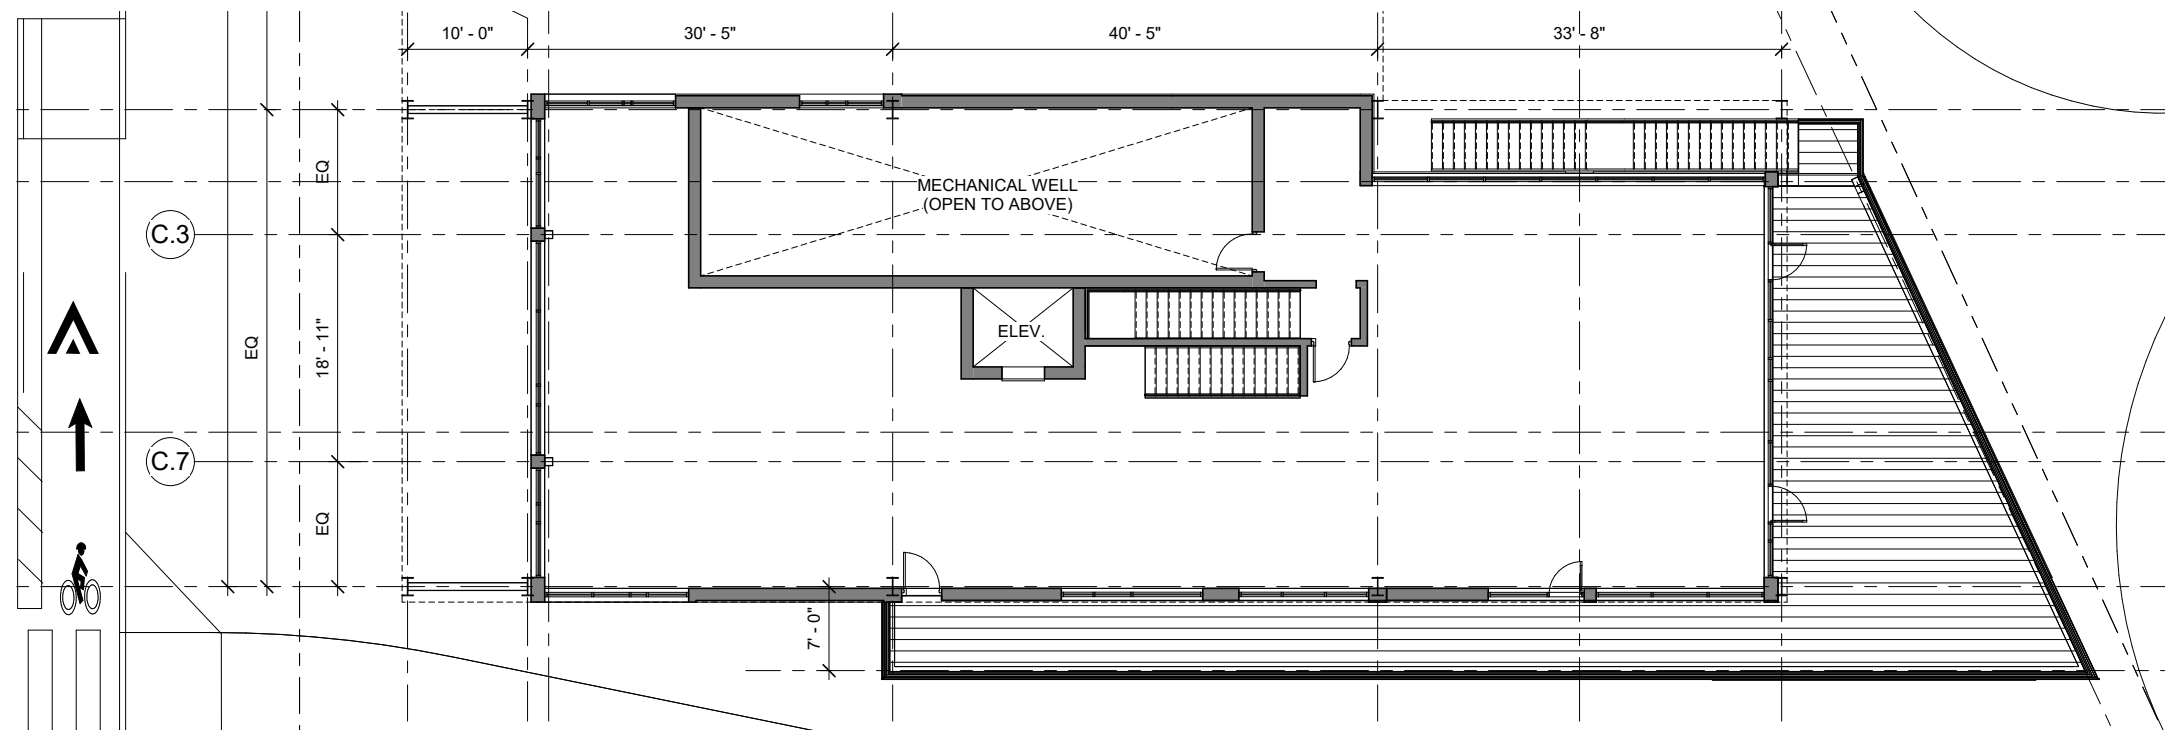 10' - 0"
30' - 5"
40' - 5"
33' - 8"
EQ
MECHANICAL WELL
(OPEN TO ABOVE)
C.3
EQ
18' - 11"
ELEV.
C.7
EQ
7' - 0"